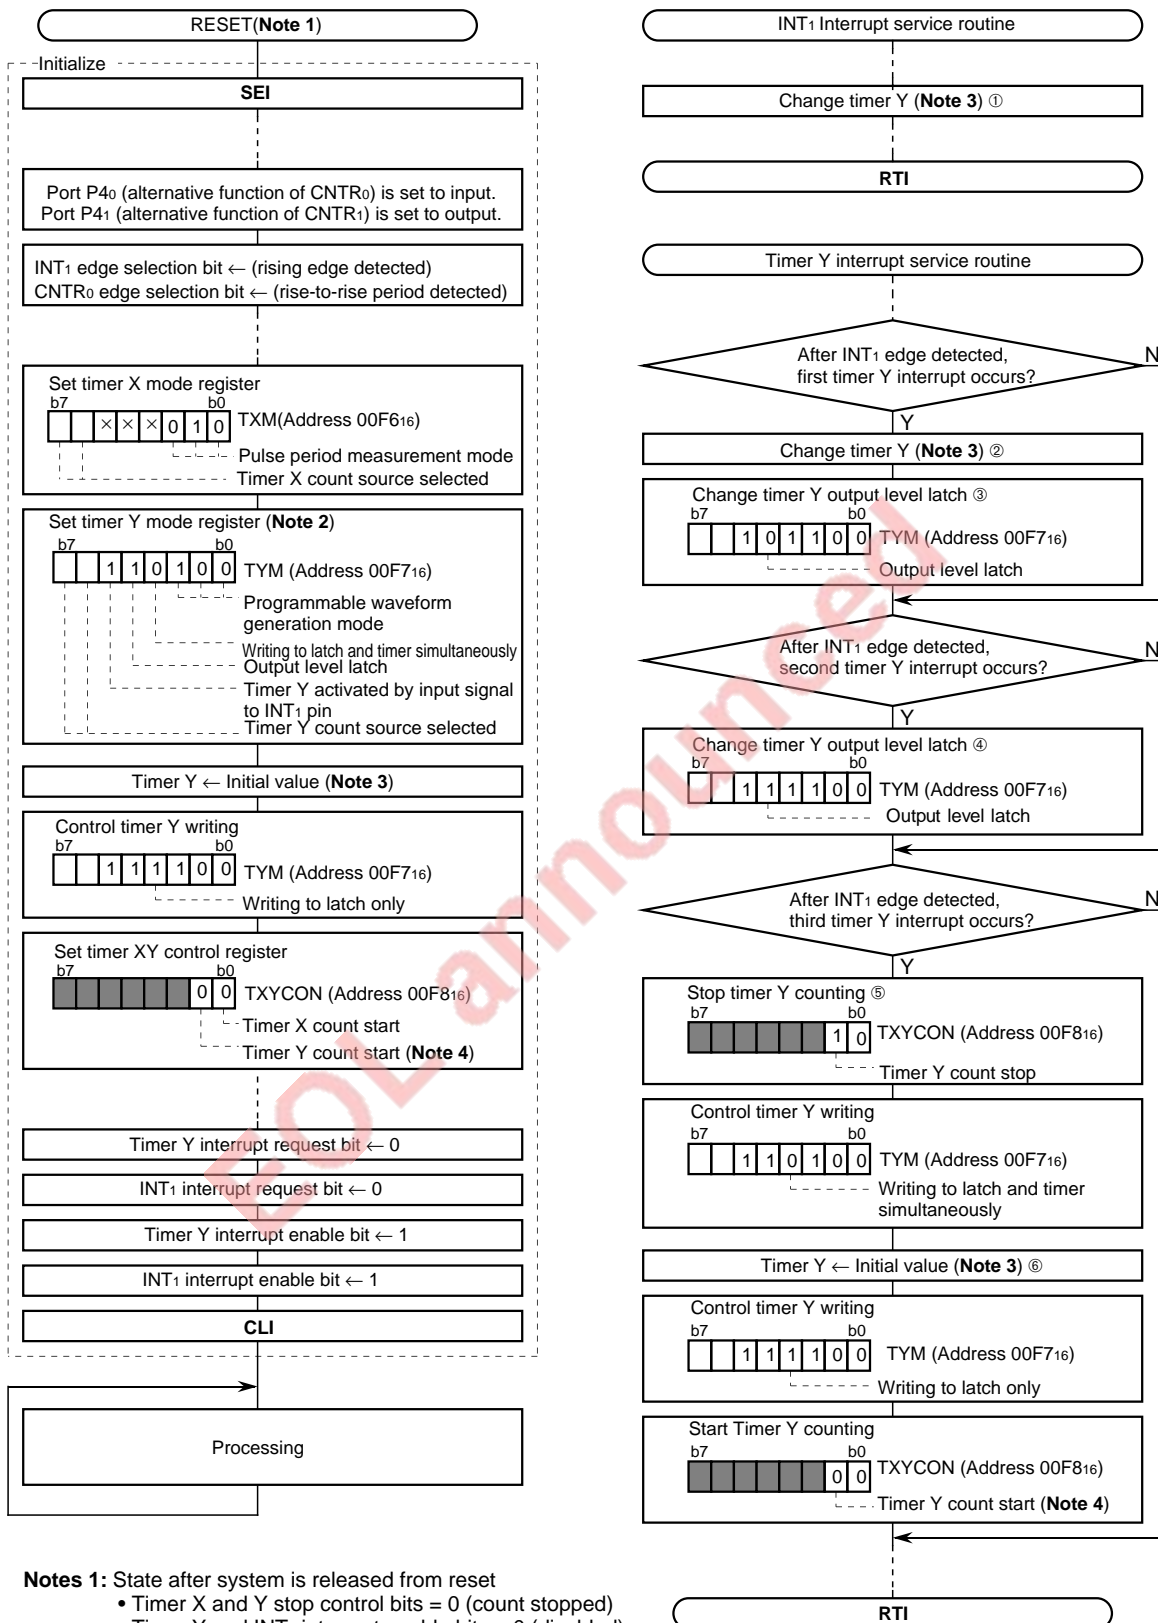 RESET(Note 1)
Initialize
SEI
Port P40 (alternative function of CNTR0) is set to input.
Port P41 (alternative function of CNTR1) is set to output.
INT1 edge selection bit ← (rising edge detected)
CNTR0 edge selection bit ← (rise-to-rise period detected)
Set timer X mode register
b7 b0
× × × 0 1 0 TXM(Address 00F616)
Pulse period measurement mode
Timer X count source selected
Set timer Y mode register (Note 2)
b7 b0
1 1 0 1 0 0 TYM (Address 00F716)
Programmable waveform
generation mode
Writing to latch and timer simultaneously
Output level latch
Timer Y activated by input signal
to INT1 pin
Timer Y count source selected
Timer Y ← Initial value (Note 3)
Control timer Y writing
b7 b0
1 1 1 1 0 0 TYM (Address 00F716)
Writing to latch only
Set timer XY control register
b7 b0
0 0 TXYCON (Address 00F816)
Timer X count start
Timer Y count start (Note 4)
Timer Y interrupt request bit ← 0
INT1 interrupt request bit ← 0
Timer Y interrupt enable bit ← 1
INT1 interrupt enable bit ← 1
CLI
Processing
Notes 1: State after system is released from reset
• Timer X and Y stop control bits = 0 (count stopped)
INT1 Interrupt service routine
Change timer Y (Note 3) ①
RTI
Timer Y interrupt service routine
After INT1 edge detected,
first timer Y interrupt occurs?
N
Y
Change timer Y (Note 3) ②
Change timer Y output level latch ③
b7 b0
1 0 1 1 0 0 TYM (Address 00F716)
Output level latch
After INT1 edge detected,
second timer Y interrupt occurs?
N
Y
Change timer Y output level latch ④
b7 b0
1 1 1 1 0 0 TYM (Address 00F716)
Output level latch
After INT1 edge detected,
third timer Y interrupt occurs?
N
Y
Stop timer Y counting ⑤
b7 b0
1 0 TXYCON (Address 00F816)
Timer Y count stop
Control timer Y writing
b7 b0
1 1 0 1 0 0 TYM (Address 00F716)
Writing to latch and timer
simultaneously
Timer Y ← Initial value (Note 3) ⑥
Control timer Y writing
b7 b0
1 1 1 1 0 0 TYM (Address 00F716)
Writing to latch only
Start Timer Y counting
b7 b0
0 0 TXYCON (Address 00F816)
Timer Y count start (Note 4)
RTI
EOL announced